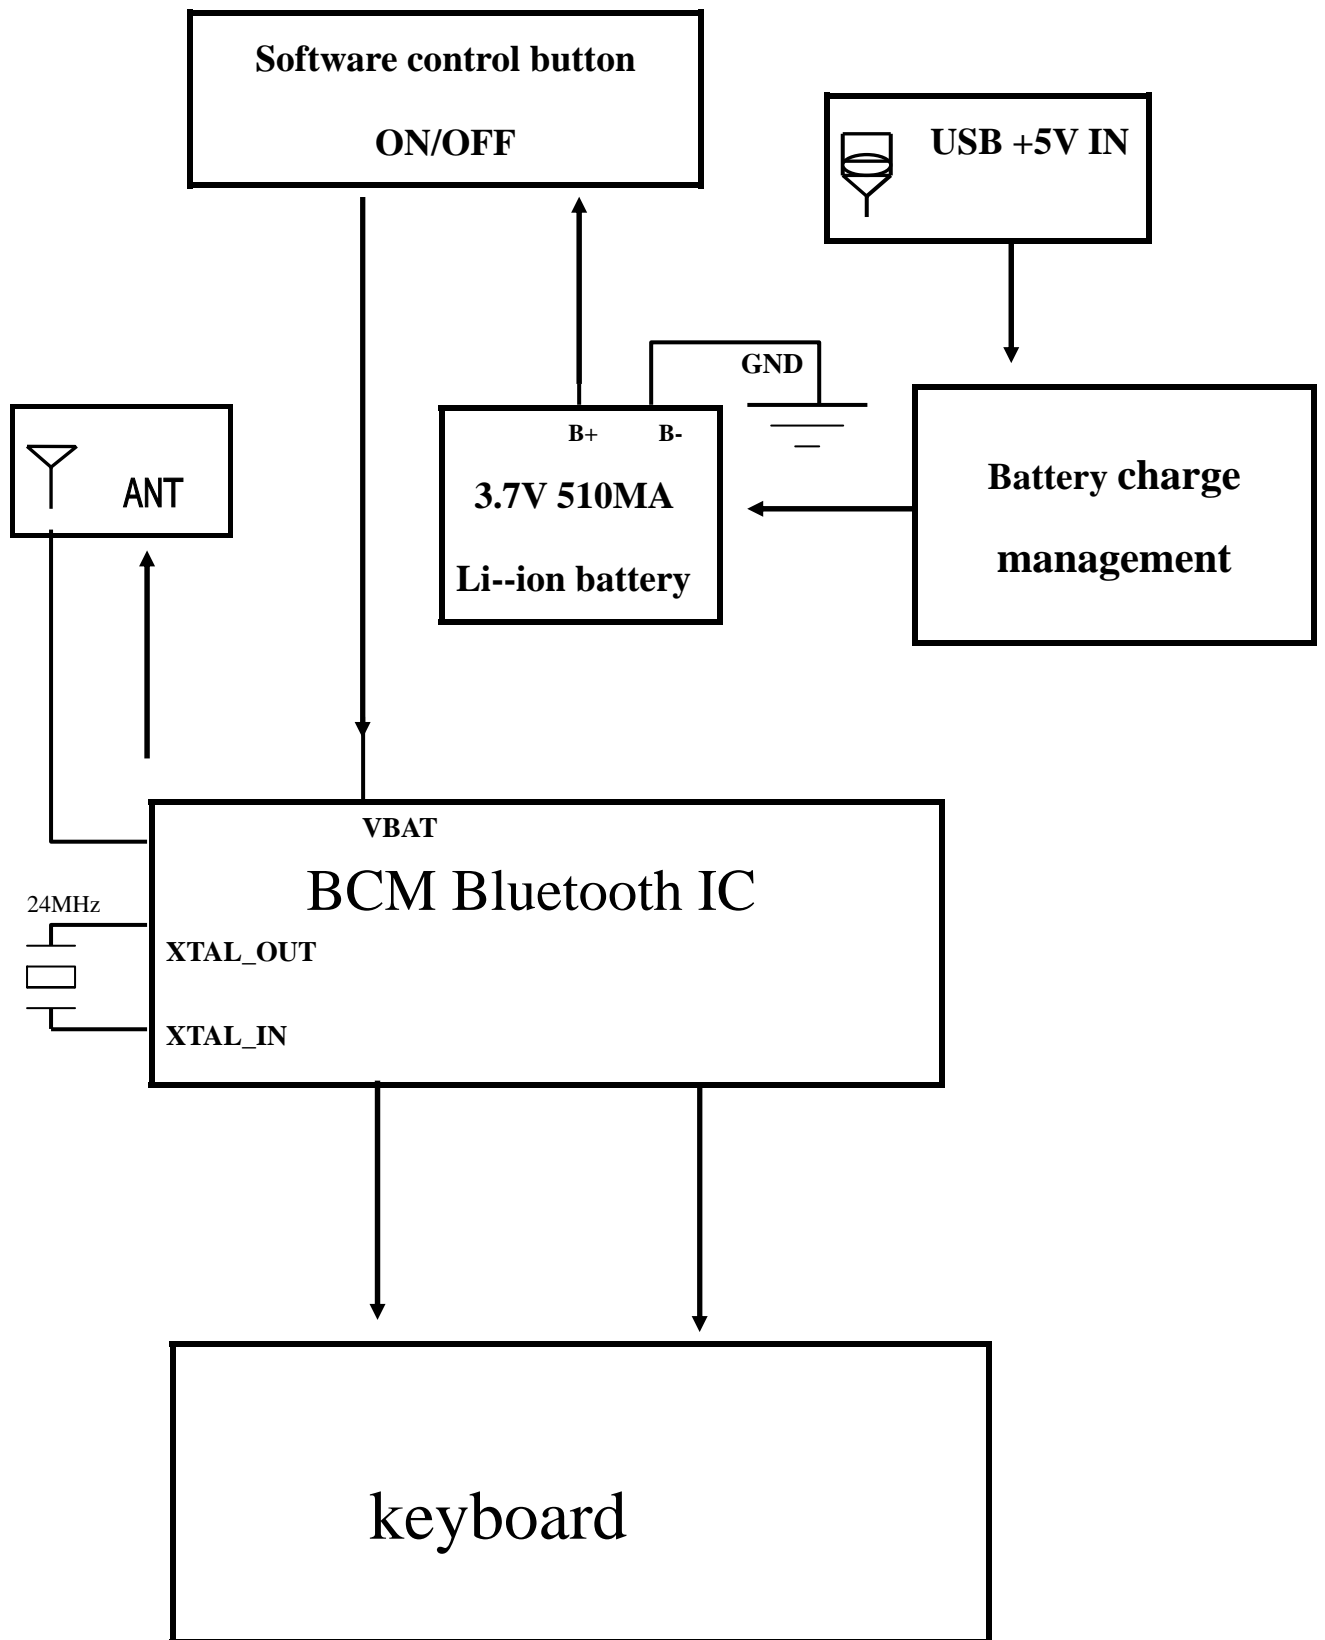 Software control button
ON/OFF
USB +5V IN
GND
B+ B-
3.7V 510MA
Li--ion battery
Battery charge
management
ANT
VBAT
BCM Bluetooth IC
24MHz
XTAL_OUT
XTAL_IN
keyboard